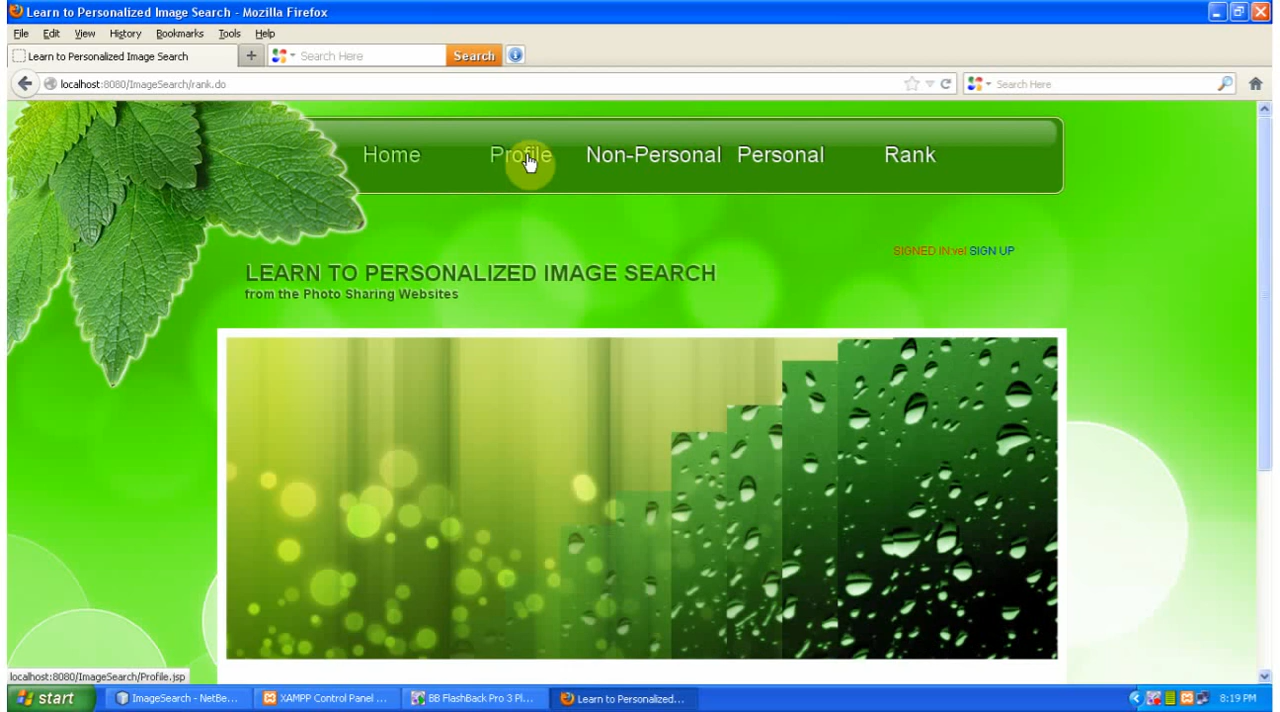 Learn to Personalized Image Search - Mozilla Firefox
File Edit View History Bookmarks Tools Help
Learn to Personalized Image Search + Search Here Search
localhost:8080/ImageSearch/rank.do Search Here
Home Profile Non-Personal Personal Rank
SIGNED IN:vel SIGN UP
LEARN TO PERSONALIZED IMAGE SEARCH
from the Photo Sharing Websites
localhost:8080/ImageSearch/Profile.jsp
start ImageSearch - NetBe... XAMPP Control Panel ... BB FlashBack Pro 3 Pl... Learn to Personalized... 8:19 PM